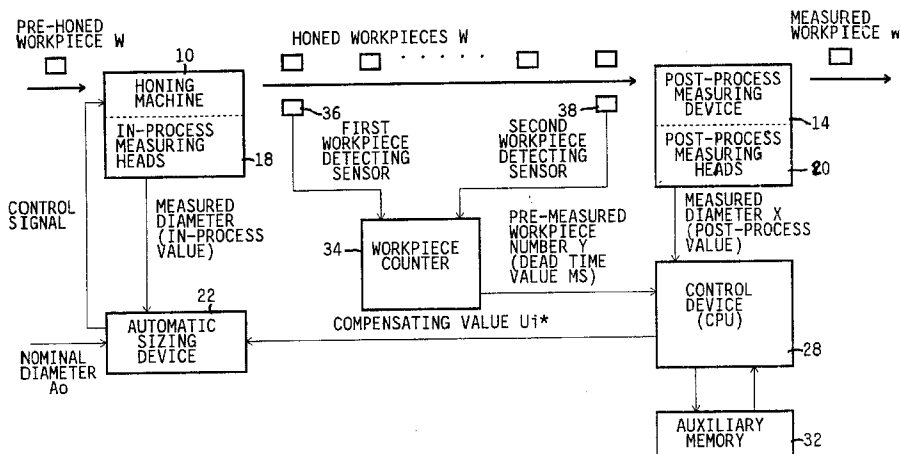 PRE-HONED
WORKPIECE W
10
HONING
MACHINE
IN-PROCESS
MEASURING
HEADS
18
HONED WORKPIECES W
36
FIRST
WORKPIECE
DETECTING
SENSOR
38
SECOND
WORKPIECE
DETECTING
SENSOR
MEASURED
WORKPIECE W
POST-PROCESS
MEASURING
DEVICE
14
POST-PROCESS
MEASURING
HEADS
20
CONTROL
SIGNAL
MEASURED
DIAMETER
(IN-PROCESS
VALUE)
34
WORKPIECE
COUNTER
PRE-MEASURED
WORKPIECE
NUMBER Y
(DEAD TIME
VALUE MS)
MEASURED
DIAMETER X
(POST-PROCESS
VALUE)
22
AUTOMATIC
SIZING
DEVICE
NOMINAL
DIAMETER
Ao
COMPENSATING VALUE Ui*
CONTROL
DEVICE
(CPU)
28
AUXILIARY
MEMORY
32